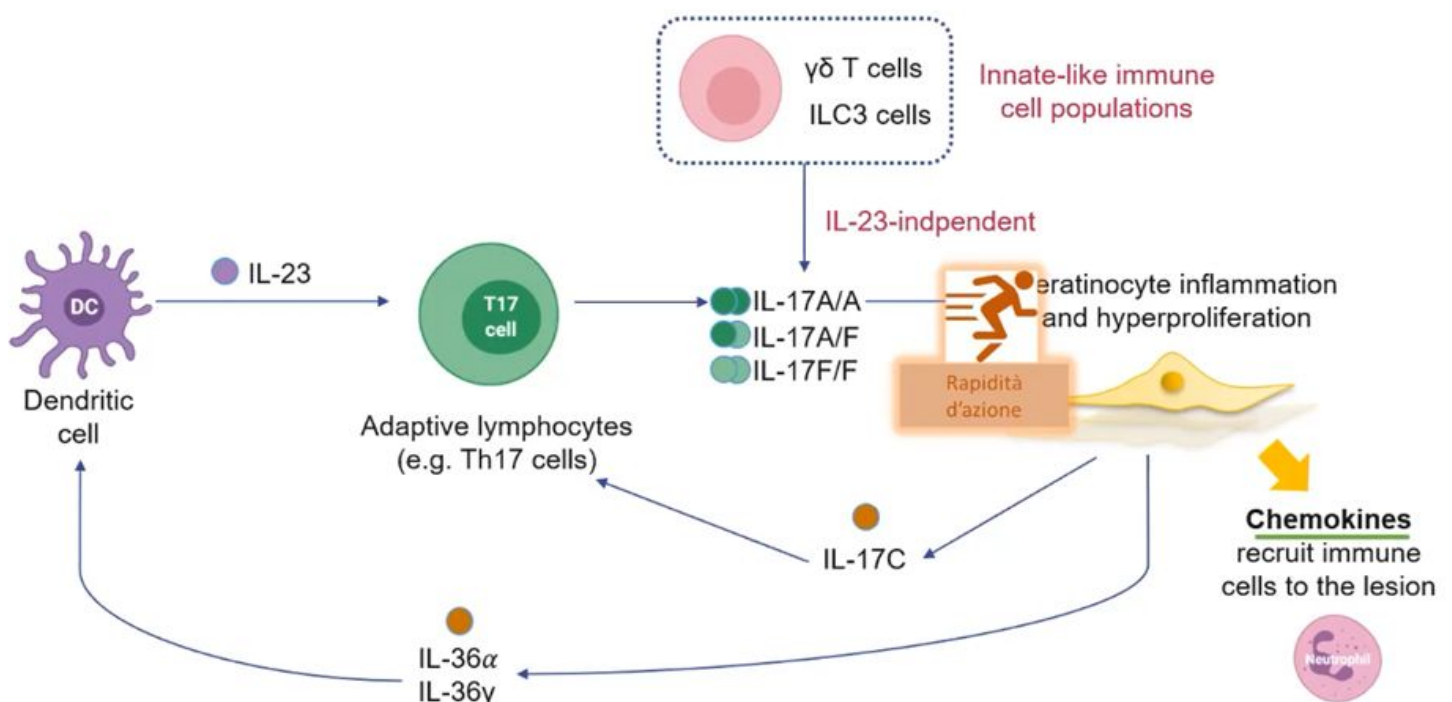 γδ T cells
ILC3 cells
Innate-like immune
cell populations
IL-23-indpendent
IL-23
DC
Dendritic
cell
T17
cell
Adaptive lymphocytes
(e.g. Th17 cells)
IL-17A/A
IL-17A/F
IL-17F/F
eratinocyte inflammation
and hyperproliferation
Rapidità
d'azione
IL-17C
Chemokines
recruit immune
cells to the lesion
Neutrophil
IL-36α
IL-36γ